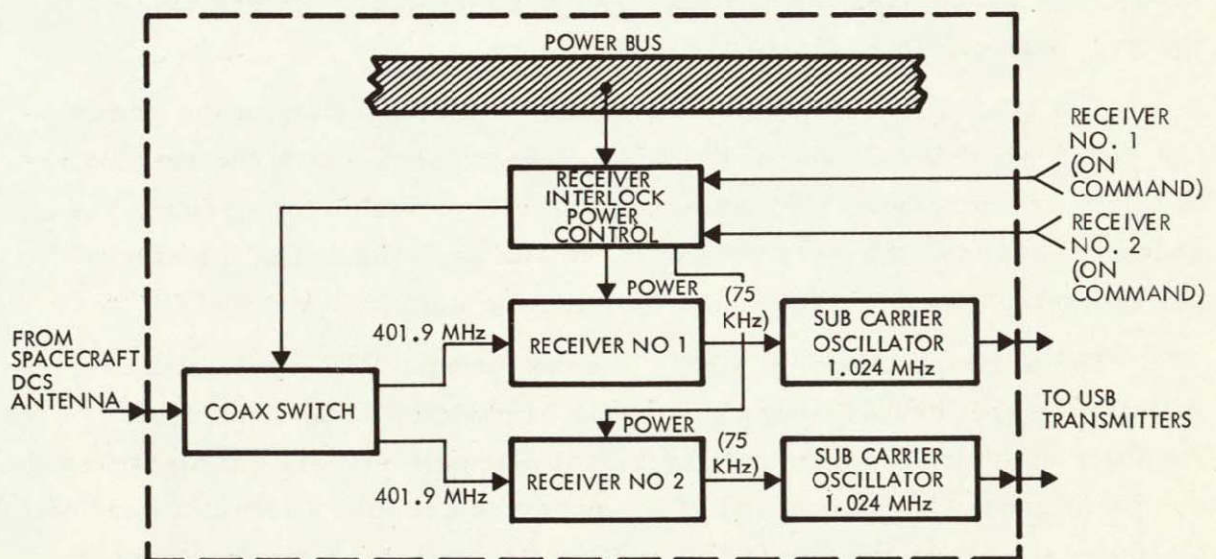 POWER BUS
RECEIVER
NO. 1
(ON
COMMAND)
RECEIVER
INTERLOCK
POWER
CONTROL
RECEIVER
NO. 2
(ON
COMMAND)
POWER
(75
KHz)
401.9 MHz
RECEIVER NO 1
SUB CARRIER
OSCILLATOR
1.024 MHz
FROM
SPACECRAFT
DCS
ANTENNA
COAX SWITCH
TO USB
TRANSMITTERS
POWER
(75
KHz)
401.9 MHz
RECEIVER NO 2
SUB CARRIER
OSCILLATOR
1.024 MHz